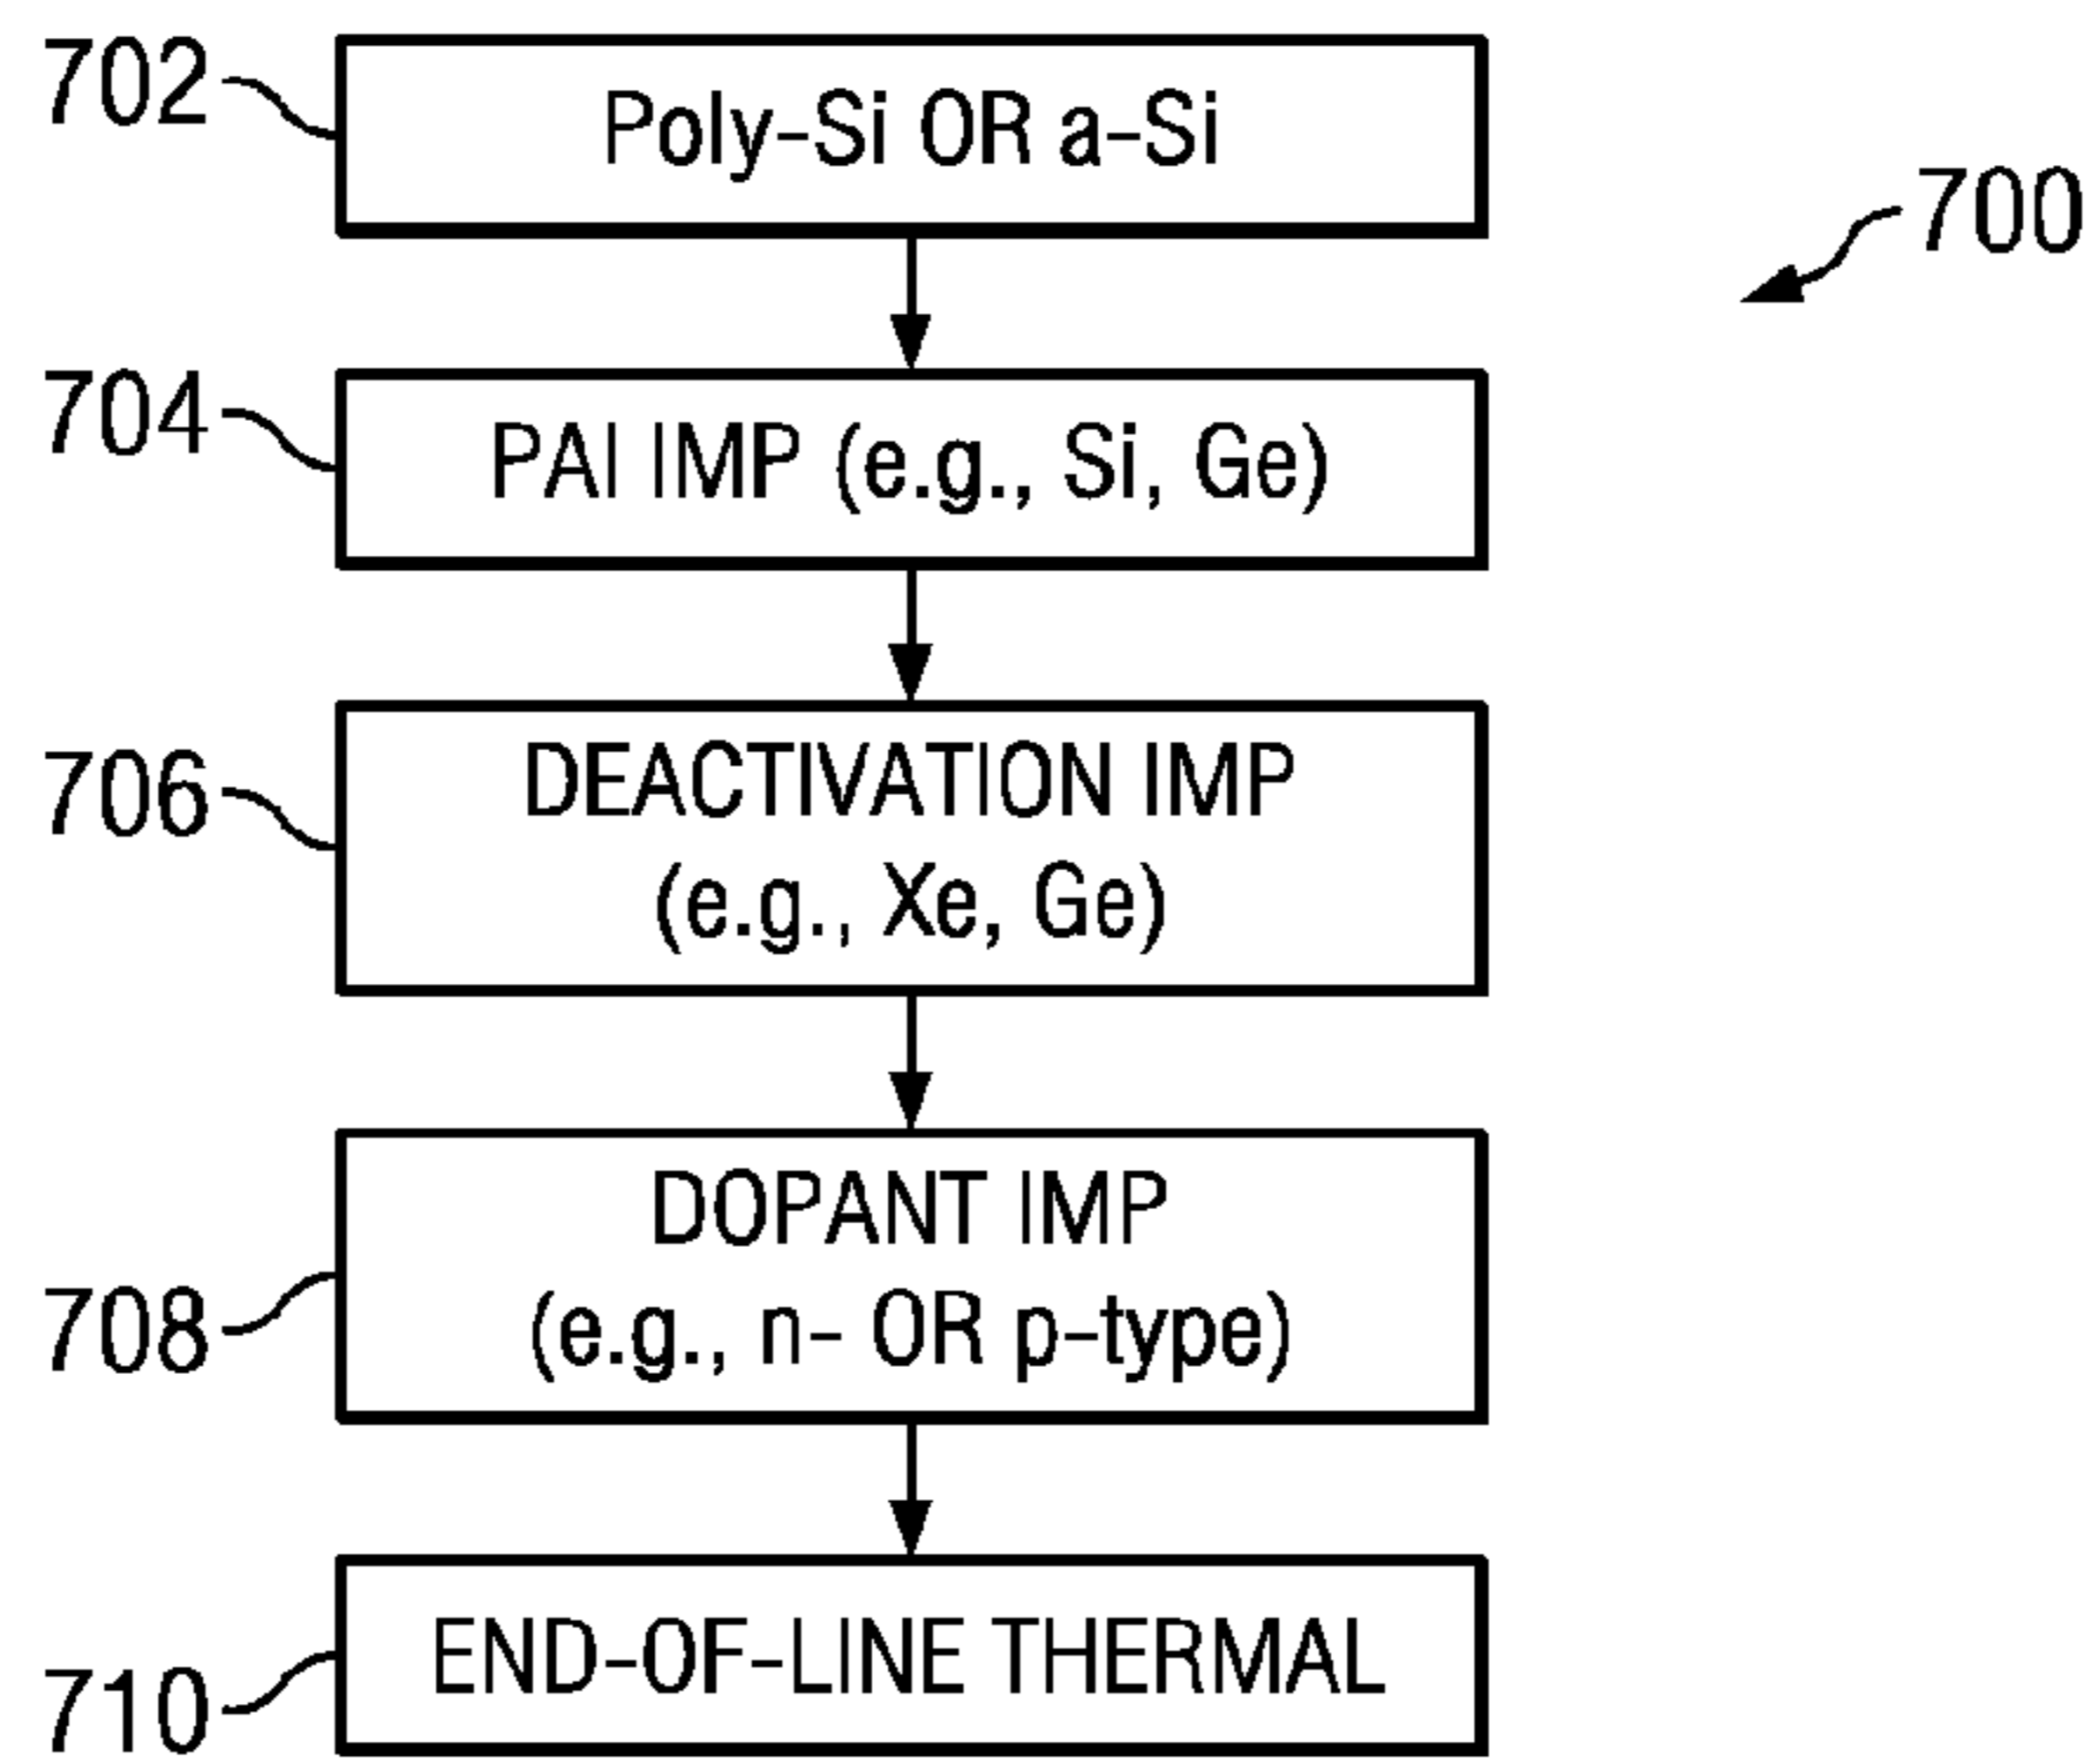 702
Poly-Si OR a-Si
700
704
PAI IMP (e.g., Si, Ge)
706
DEACTIVATION IMP
(e.g., Xe, Ge)
708
DOPANT IMP
(e.g., n- OR p-type)
710
END-OF-LINE THERMAL